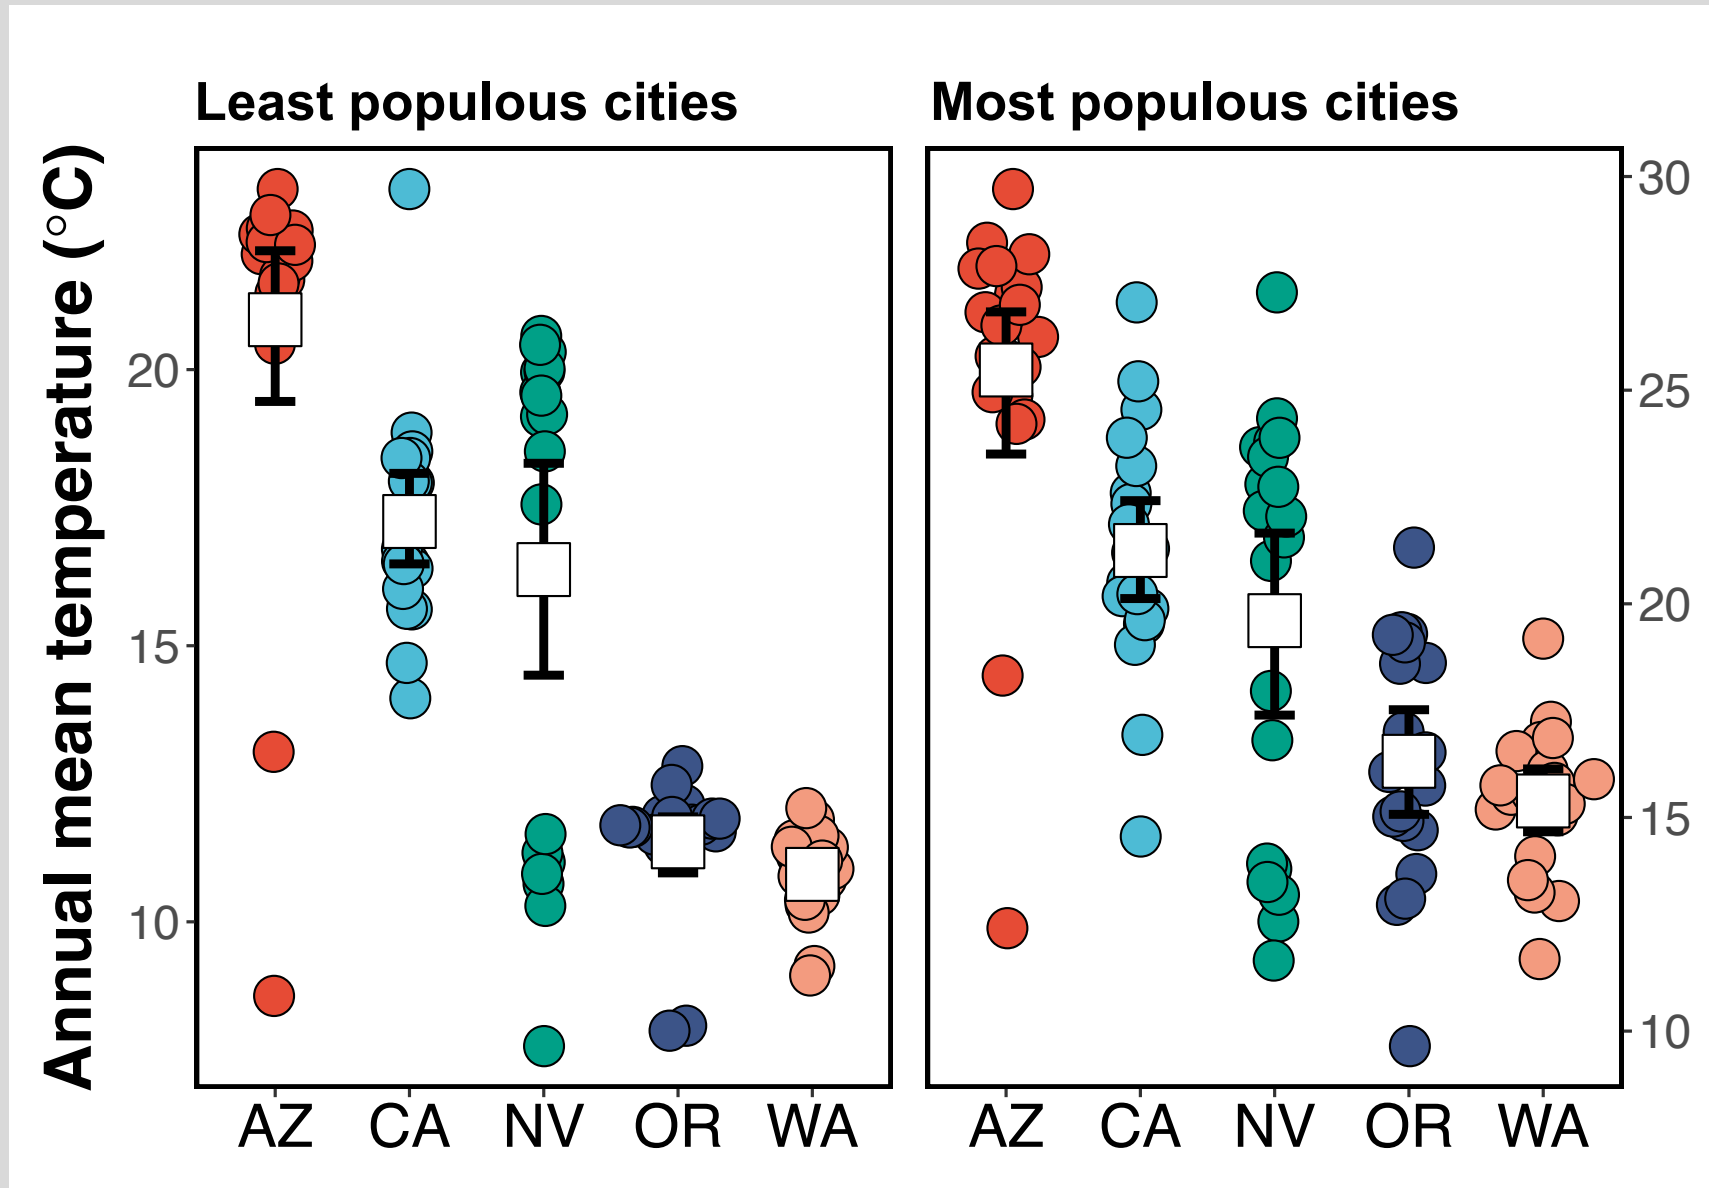 Least populous cities
Most populous cities
Annual mean temperature (°C)
20
15
10
30
25
20
15
10
AZ CA NV OR WA
AZ CA NV OR WA